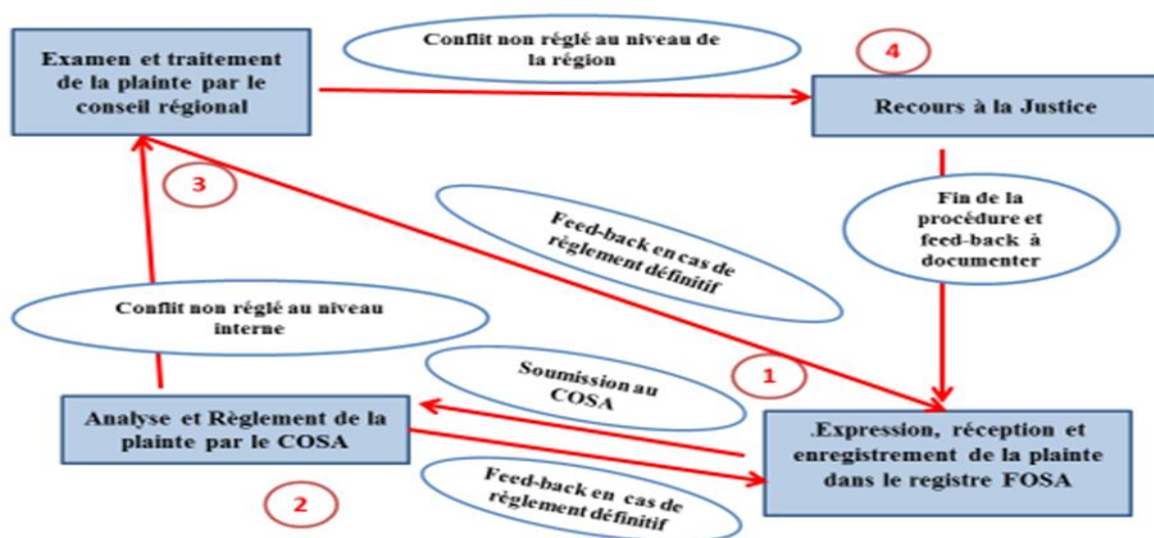 Examen et traitement
de la plainte par le
conseil régional
Conflit non réglé au niveau de
la région
4
Recours à la Justice
3
Feed-back en cas de
règlement définitif
Fin de la
procédure et
feed-back à
documenter
Conflit non réglé au niveau
interne
Soumission au
COSA
1
Analyse et Règlement de la
plainte par le COSA
.Expression, réception et
enregistrement de la plainte
dans le registre FOSA
Feed-back en cas de
règlement définitif
2